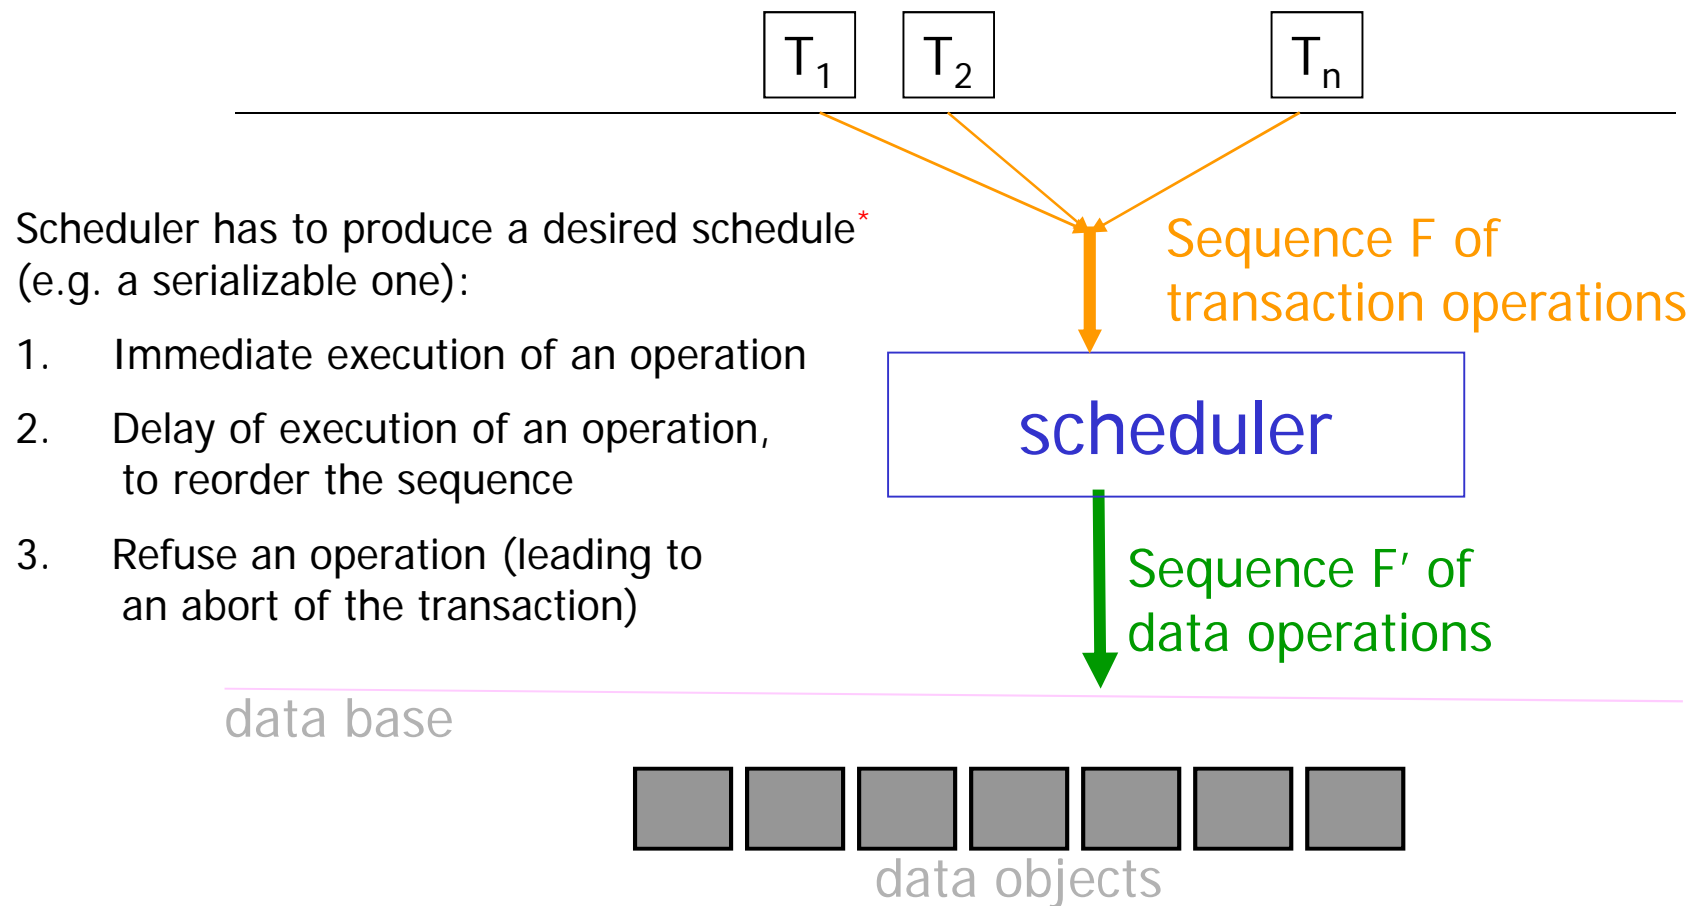 T1 T2 Tn
Scheduler has to produce a desired schedule*
(e.g. a serializable one):
1. Immediate execution of an operation
2. Delay of execution of an operation,
to reorder the sequence
3. Refuse an operation (leading to
an abort of the transaction)
Sequence F of
transaction operations
scheduler
Sequence F′ of
data operations
data base
data objects